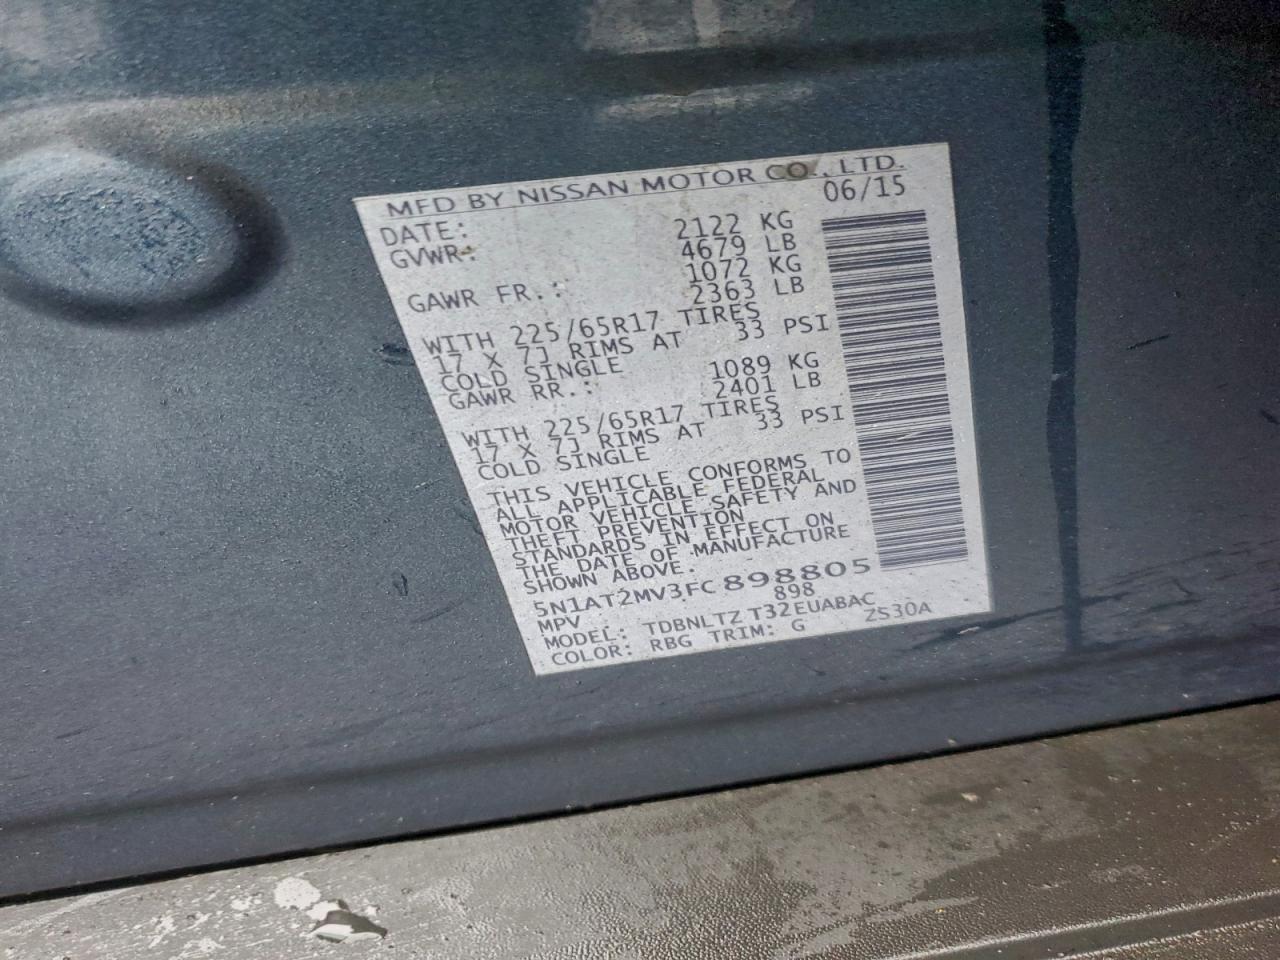 MFD BY NISSAN MOTOR CO., LTD.
DATE: 06/15
GVWR: 2122 KG
4679 LB
GAWR FR.: 1072 KG
2363 LB
WITH 225/65R17 TIRES
17 X 7J RIMS AT 33 PSI
COLD SINGLE
GAWR RR.: 1089 KG
2401 LB
WITH 225/65R17 TIRES
17 X 7J RIMS AT 33 PSI
COLD SINGLE
THIS VEHICLE CONFORMS TO
ALL APPLICABLE FEDERAL
MOTOR VEHICLE SAFETY AND
THEFT PREVENTION
STANDARDS IN EFFECT ON
THE DATE OF MANUFACTURE
SHOWN ABOVE.
5N1AT2MV3FC898805
MPV 898
MODEL: TDBNLTZ T32EUABAC
COLOR: RBG TRIM: G ZS30A